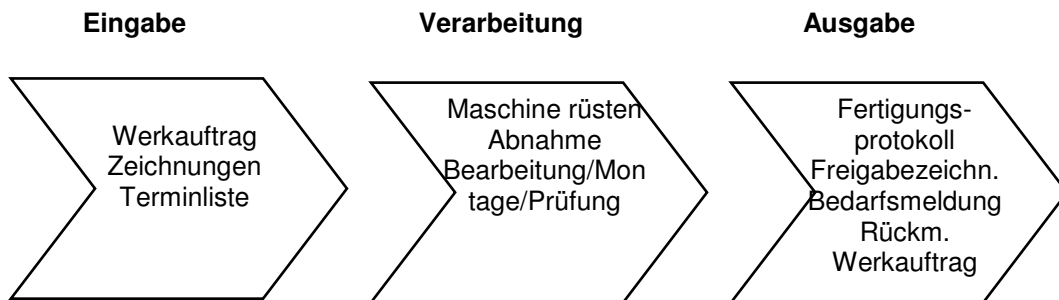 Eingabe
Verarbeitung
Ausgabe
Werkauftrag
Zeichnungen
Terminliste
Maschine rüsten
Abnahme
Bearbeitung/Mon
tage/Prüfung
Fertigungs-
protokoll
Freigabezeichn.
Bedarfsmeldung
Rückm.
Werkauftrag